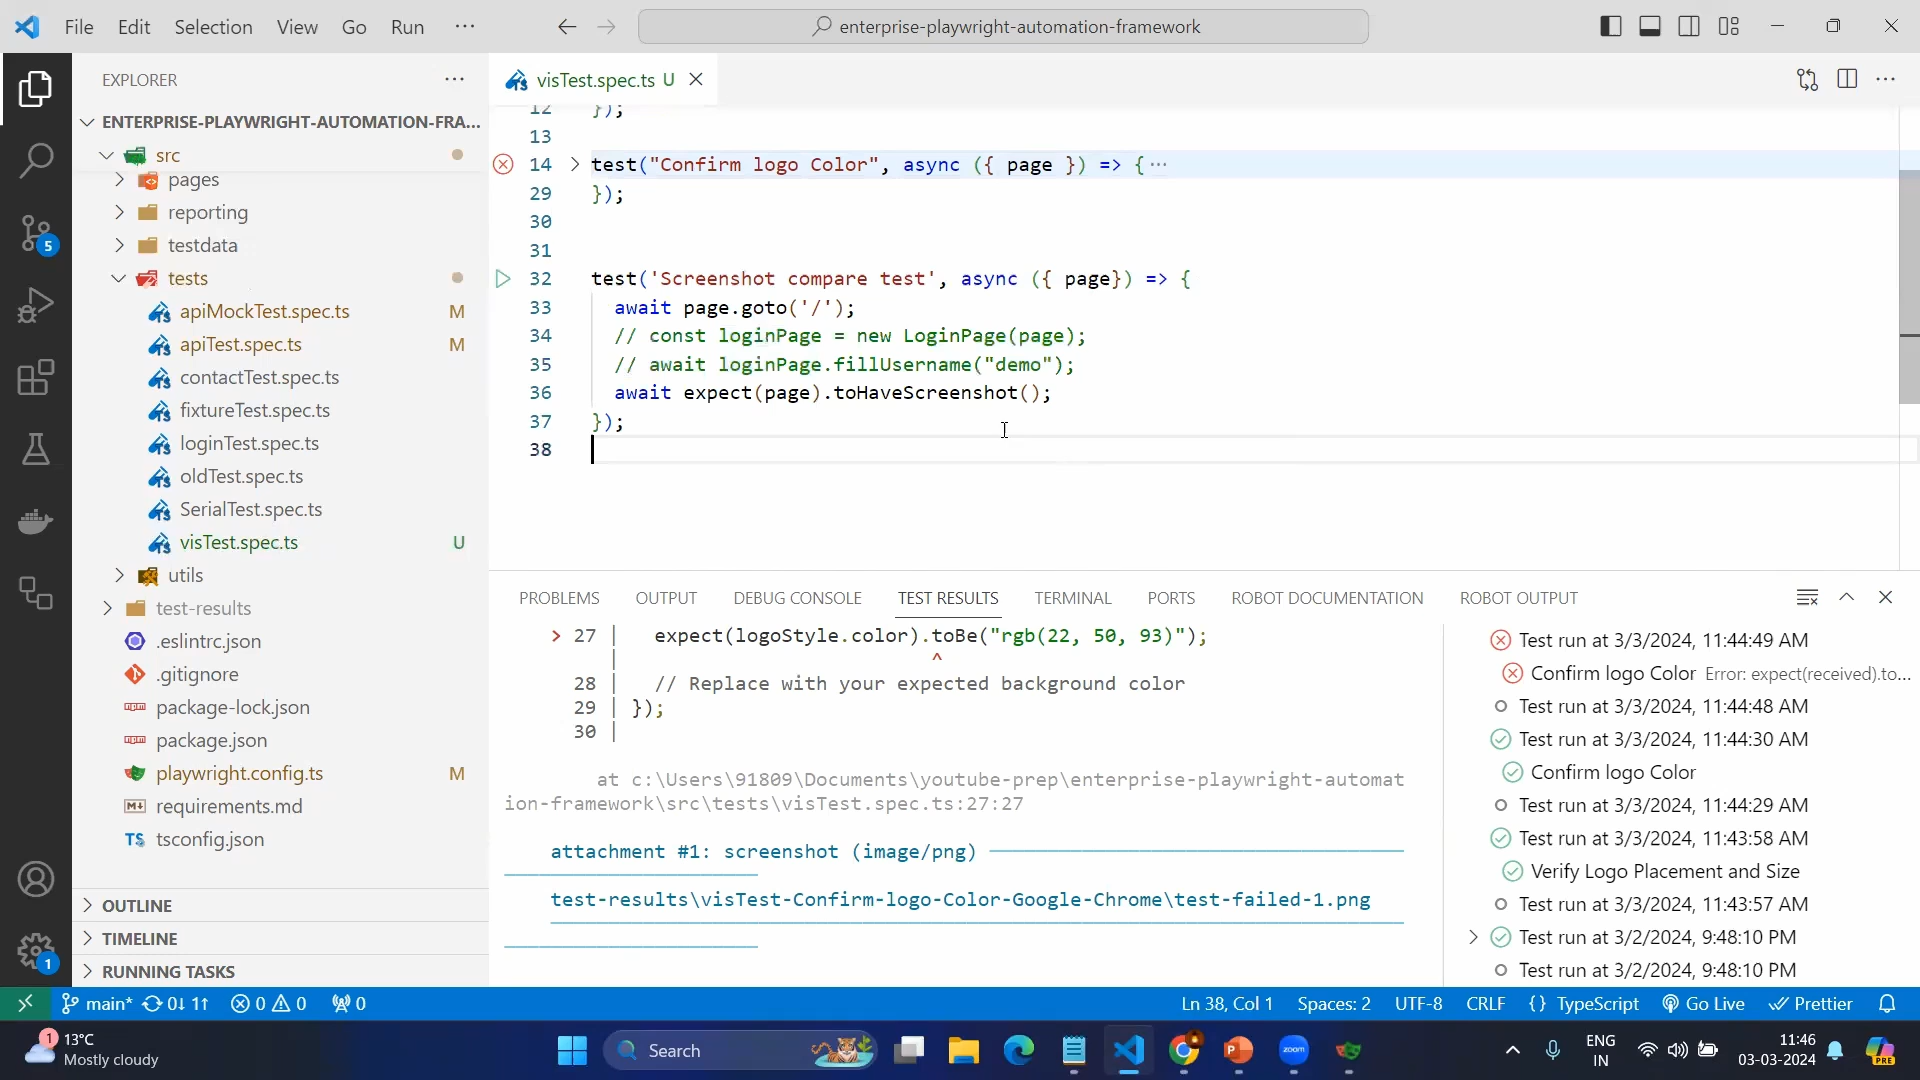 File Edit Selection View Go Run ···
enterprise-playwright-automation-framework
EXPLORER
ENTERPRISE-PLAYWRIGHT-AUTOMATION-FRA...
src
pages
reporting
testdata
tests
apiMockTest.spec.ts M
apiTest.spec.ts M
contactTest.spec.ts
fixtureTest.spec.ts
loginTest.spec.ts
oldTest.spec.ts
SerialTest.spec.ts
visTest.spec.ts U
utils
test-results
.eslintrc.json
.gitignore
package-lock.json
package.json
playwright.config.ts M
requirements.md
TS tsconfig.json
OUTLINE
TIMELINE
RUNNING TASKS
5
1
visTest.spec.ts U
12 });
13
14 test("Confirm logo Color", async ({ page }) => {···
29 });
30
31
32 test('Screenshot compare test', async ({ page}) => {
33 await page.goto('/');
34 // const loginPage = new LoginPage(page);
35 // await loginPage.fillUsername("demo");
36 await expect(page).toHaveScreenshot();
37 });
38
PROBLEMS OUTPUT DEBUG CONSOLE TEST RESULTS TERMINAL PORTS ROBOT DOCUMENTATION ROBOT OUTPUT
> 27 | expect(logoStyle.color).toBe("rgb(22, 50, 93)");
| ^
28 | // Replace with your expected background color
29 | });
30 |
at c:\Users\91809\Documents\youtube-prep\enterprise-playwright-automat
ion-framework\src\tests\visTest.spec.ts:27:27
attachment #1: screenshot (image/png)
test-results\visTest-Confirm-logo-Color-Google-Chrome\test-failed-1.png
Test run at 3/3/2024, 11:44:49 AM
Confirm logo Color Error: expect(received).to...
Test run at 3/3/2024, 11:44:48 AM
Test run at 3/3/2024, 11:44:30 AM
Confirm logo Color
Test run at 3/3/2024, 11:44:29 AM
Test run at 3/3/2024, 11:43:58 AM
Verify Logo Placement and Size
Test run at 3/3/2024, 11:43:57 AM
Test run at 3/2/2024, 9:48:10 PM
Test run at 3/2/2024, 9:48:10 PM
main* 0↓ 1↑ 0 0 0
Ln 38, Col 1 Spaces: 2 UTF-8 CRLF {} TypeScript Go Live Prettier
1
13°C
Mostly cloudy
Search
zoom
ENG
IN
11:46
03-03-2024
PRE